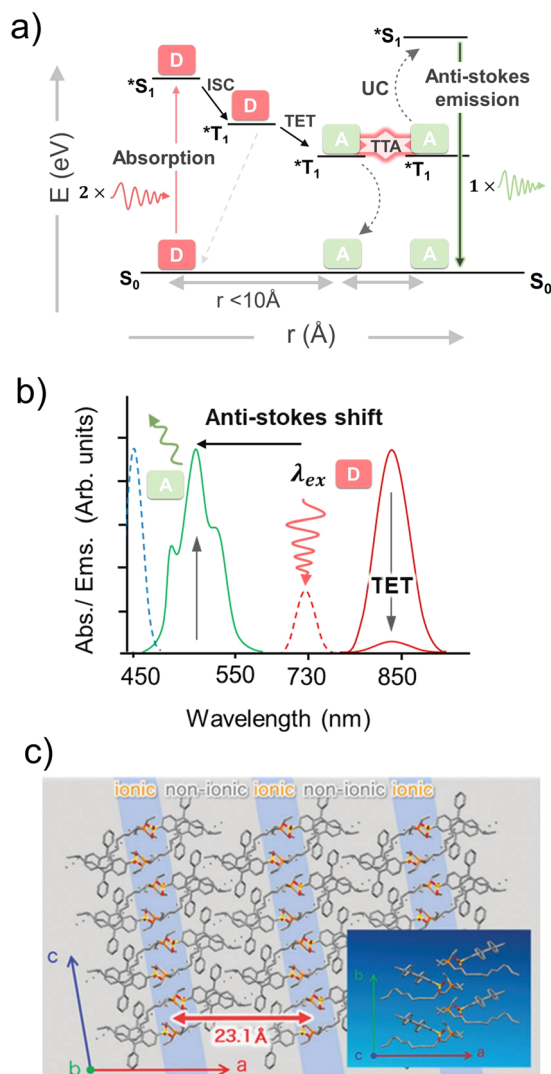 a)
*S1
D
ISC
D
*T1
TET
A
TTA
A
*T1
*T1
UC
*S1
Anti-stokes
emission
E (eV)
Absorption
2 ×
1 ×
D
A
A
S0
S0
r <10Å
r (Å)
b)
Anti-stokes shift
A
λex
D
TET
Abs./ Ems. (Arb. units)
450
550
730
850
Wavelength (nm)
c)
ionic
non-ionic
ionic
non-ionic
ionic
23.1 Å
c
b
a
b
c
a